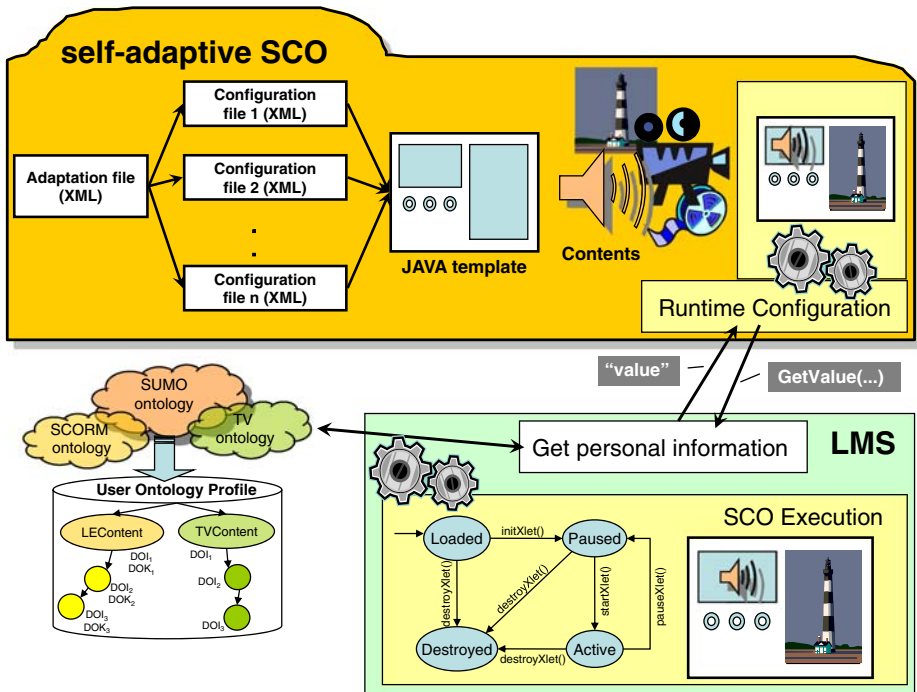 self-adaptive SCO
Configuration
file 1 (XML)
Adaptation file
(XML)
Configuration
file 2 (XML)
.
.
Configuration
file n (XML)
JAVA template
Contents
Runtime Configuration
“value”
GetValue(...)
SUMO
ontology
SCORM
ontology
TV
ontology
User Ontology Profile
LEContent
TVContent
DOI1
DOK1
DOI2
DOK2
DOI3
DOK3
DOI1
DOI2
DOI3
Get personal information
LMS
SCO Execution
Loaded
initXlet()
Paused
destroyXlet()
destroyXlet()
startXlet()
pauseXlet()
Destroyed
destroyXlet()
Active